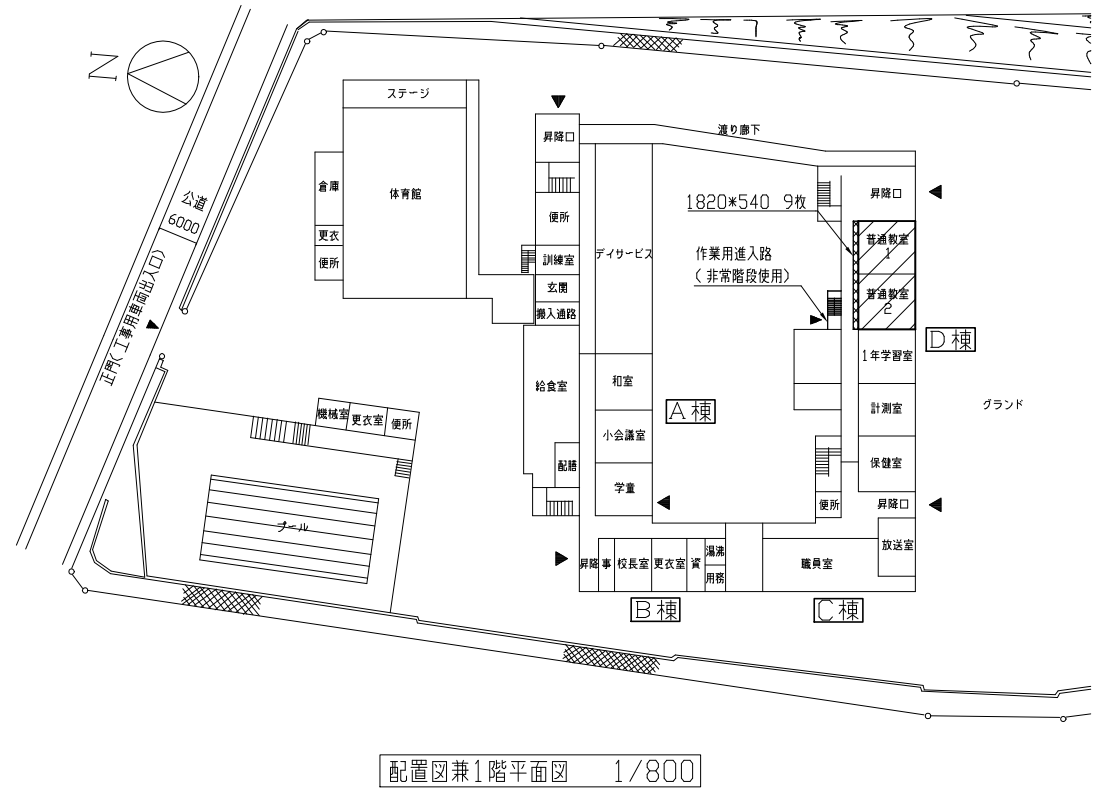 N
ステージ
体育館
倉庫
更衣
便所
公道
6000
正門(工事用車両出入口)
昇降口
便所
訓練室
玄関
搬入通路
給食室
配膳
渡り廊下
デイサービス
和室
小会議室
学童
A棟
1820*540 9枚
作業用進入路
(非常階段使用)
昇降口
普通教室
1
普通教室
2
D棟
1年学習室
計測室
保健室
便所
昇降口
放送室
グランド
機械室
更衣室
便所
プール
昇降
事
校長室
更衣室
資
湯沸
用務
職員室
B棟
C棟
配置図兼1階平面図 1/800